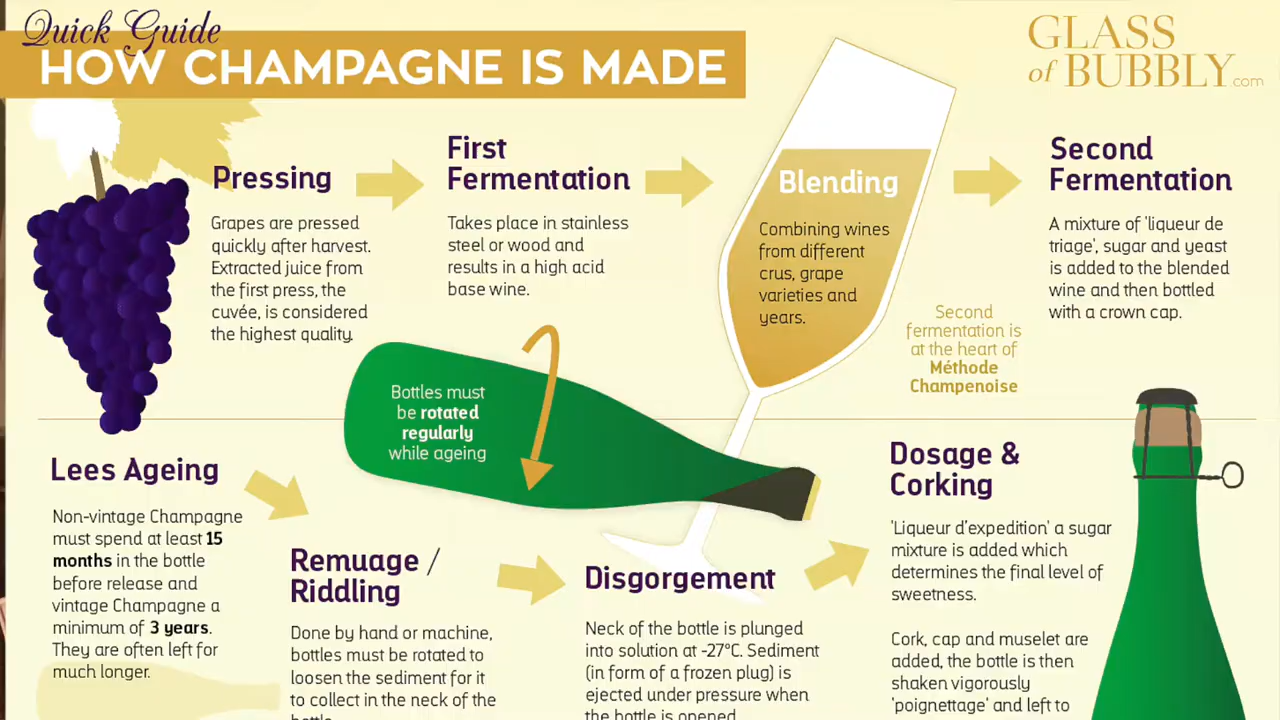 Quick Guide
HOW CHAMPAGNE IS MADE
GLASS
of BUBBLY.com
Pressing
Grapes are pressed
quickly after harvest.
Extracted juice from
the first press, the
cuvée, is considered
the highest quality.
First
Fermentation
Takes place in stainless
steel or wood and
results in a high acid
base wine.
Blending
Combining wines
from different
crus, grape
varieties and
years.
Second
Fermentation
A mixture of 'liqueur de
triage', sugar and yeast
is added to the blended
wine and then bottled
with a crown cap.
Second
fermentation is
at the heart of
Méthode
Champenoise
Bottles must
be rotated
regularly
while ageing
Lees Ageing
Non-vintage Champagne
must spend at least 15
months in the bottle
before release and
vintage Champagne a
minimum of 3 years.
They are often left for
much longer.
Remuage /
Riddling
Done by hand or machine,
bottles must be rotated to
loosen the sediment for it
to collect in the neck of the
bottle.
Disgorgement
Neck of the bottle is plunged
into solution at -27°C. Sediment
(in form of a frozen plug) is
ejected under pressure when
the bottle is opened.
Dosage &
Corking
'Liqueur d'expedition' a sugar
mixture is added which
determines the final level of
sweetness.
Cork, cap and muselet are
added, the bottle is then
shaken vigorously
'poignettage' and left to